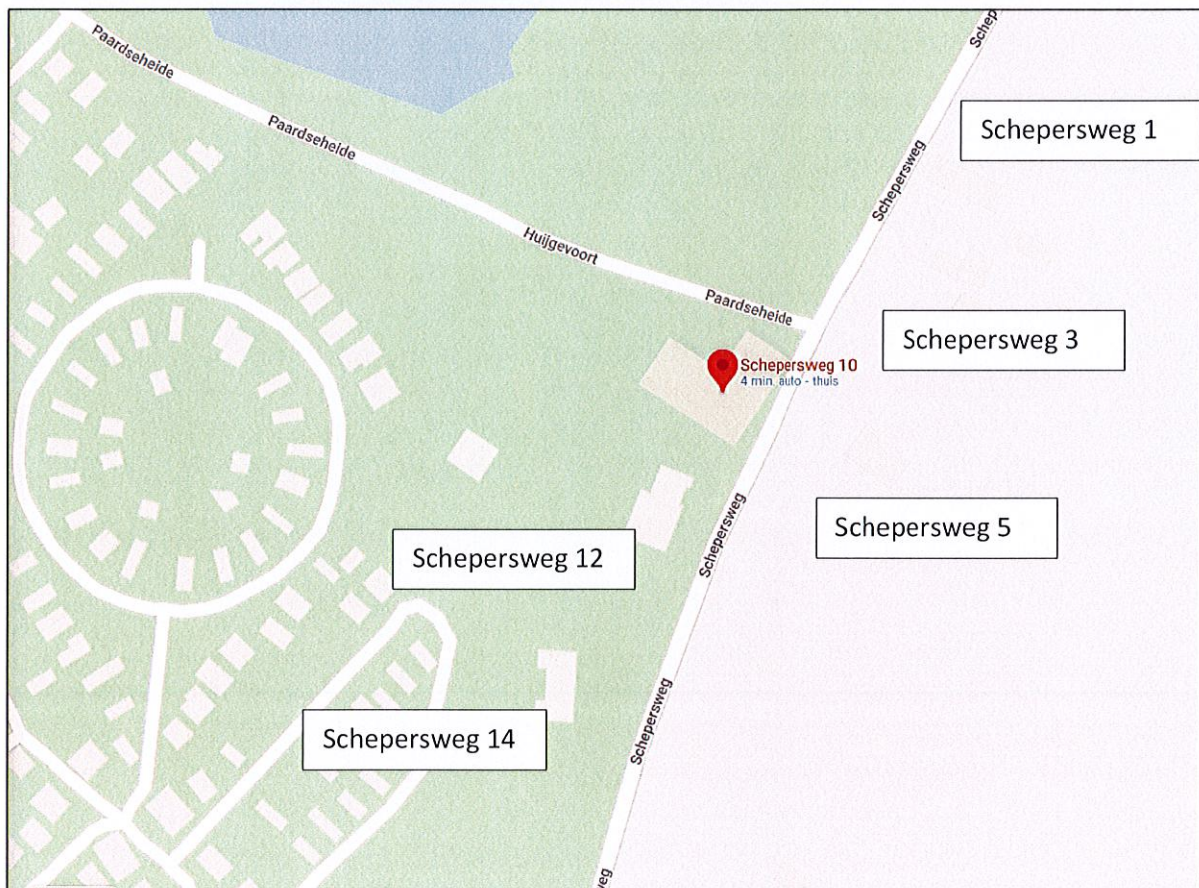 Schep
Paardseheide
Schepersweg 1
Paardseheide
Schepersweg
Huijgevoort
Paardseheide
Schepersweg 3
Schepersweg 10
4 min. auto - thuis
Schepersweg
Schepersweg 5
Schepersweg 12
Schepersweg
Schepersweg 14
weg